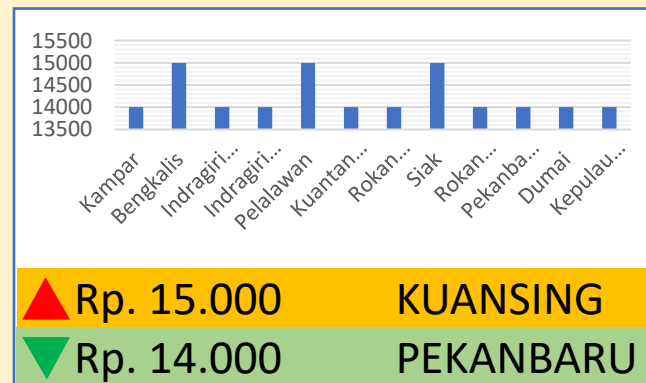 15500
15000
14500
14000
13500
Kampar
Bengkalis
Indragiri...
Indragiri...
Pelalawan
Kuantan...
Rokan...
Siak
Rokan...
Pekanba...
Dumai
Kepulau...
Rp. 15.000 KUANSING
Rp. 14.000 PEKANBARU